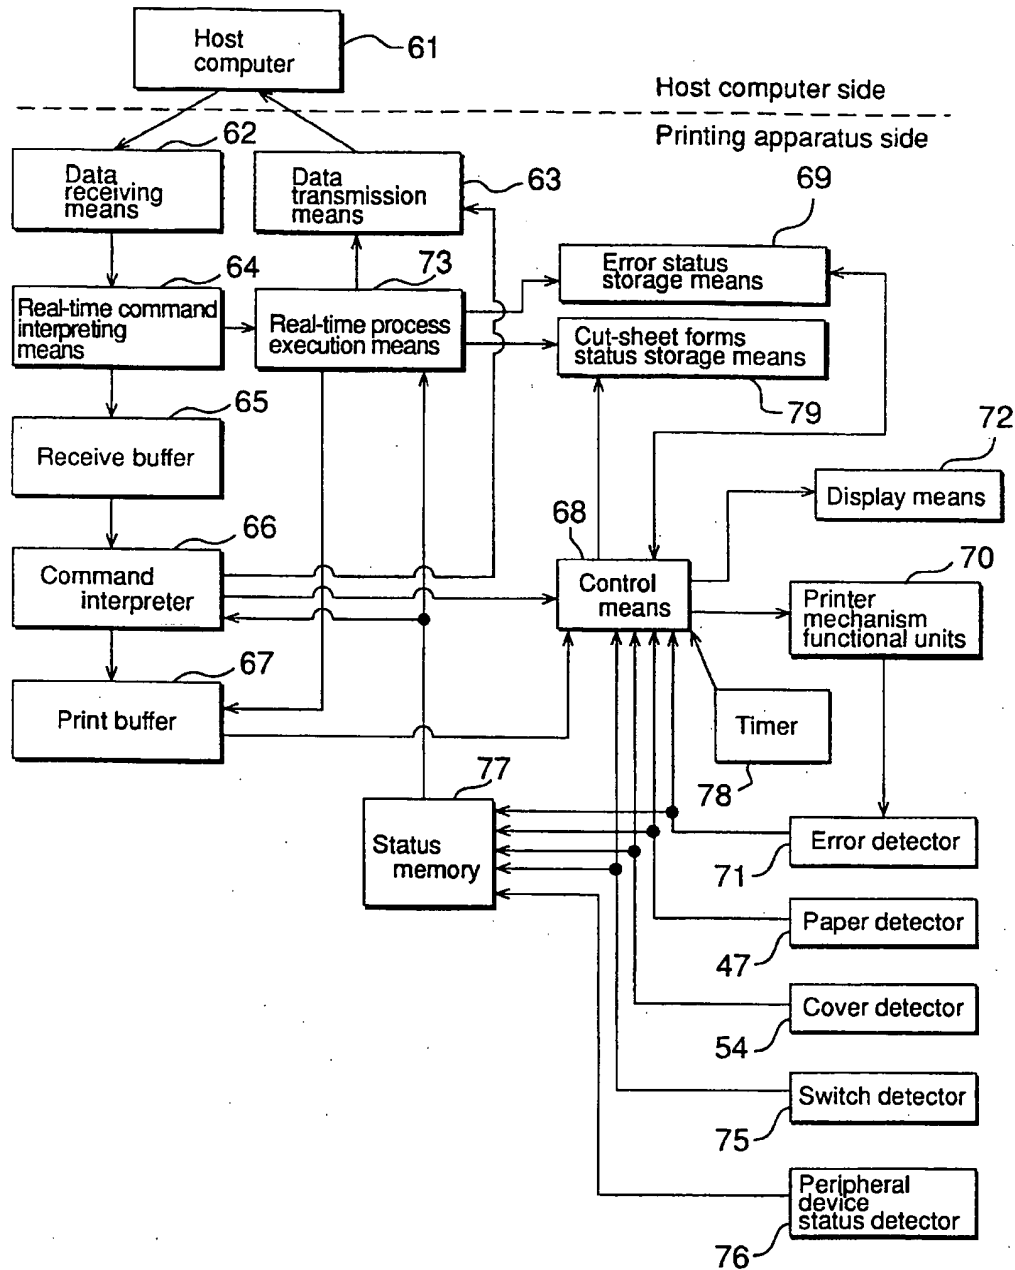 Host
computer
61
Host computer side
Printing apparatus side
62
Data
receiving
means
Data
transmission
means
63
69
Error status
storage means
64
Real-time command
interpreting
means
73
Real-time process
execution means
Cut-sheet forms
status storage means
79
65
Receive buffer
72
Display means
66
Command
interpreter
68
Control
means
70
Printer
mechanism
functional units
67
Print buffer
Timer
78
77
Status
memory
Error detector
71
Paper detector
47
Cover detector
54
Switch detector
75
Peripheral
device
status detector
76